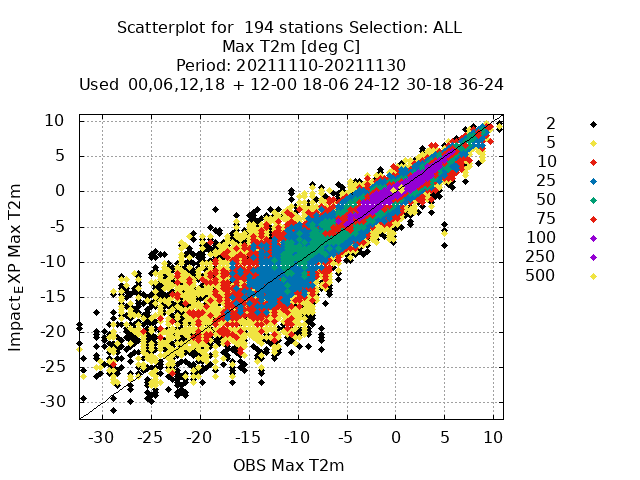 Scatterplot for  194 stations Selection: ALL
Max T2m [deg C]
Period: 20211110-20211130
Used  00,06,12,18  + 12-00 18-06 24-12 30-18 36-24
10
5
0
-5
-10
-15
-20
-25
-30
Impact_EXP Max T2m
-30 -25 -20 -15 -10 -5 0 5 10
OBS Max T2m
2
5
10
25
50
75
100
250
500